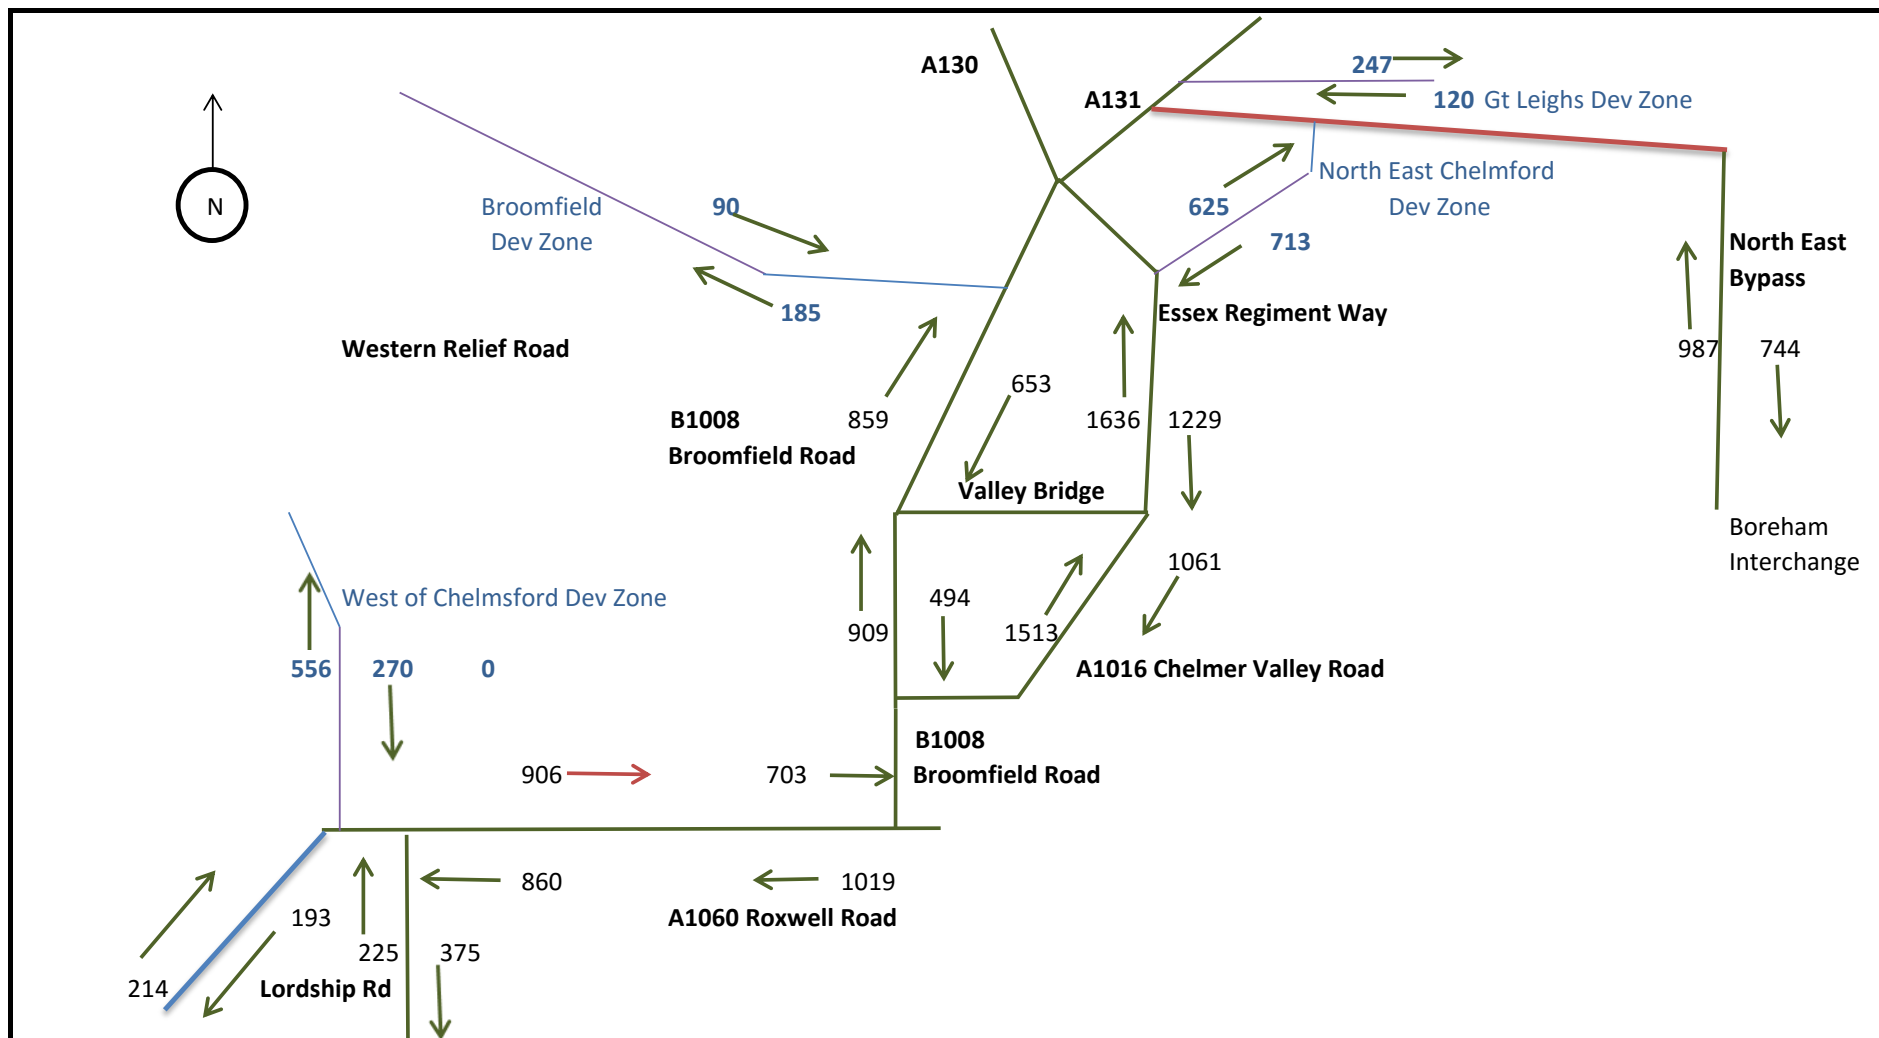 A130
247
A131
120 Gt Leighs Dev Zone
North East Chelmford
Dev Zone
N
Broomfield
Dev Zone
90
625
713
North East
Bypass
185
Essex Regiment Way
Western Relief Road
987
744
653
B1008
Broomfield Road
859
1636
1229
Valley Bridge
Boreham
Interchange
1061
West of Chelmsford Dev Zone
494
909
1513
556
270
0
A1016 Chelmer Valley Road
B1008
Broomfield Road
906
703
860
1019
193
A1060 Roxwell Road
225
375
214
Lordship Rd